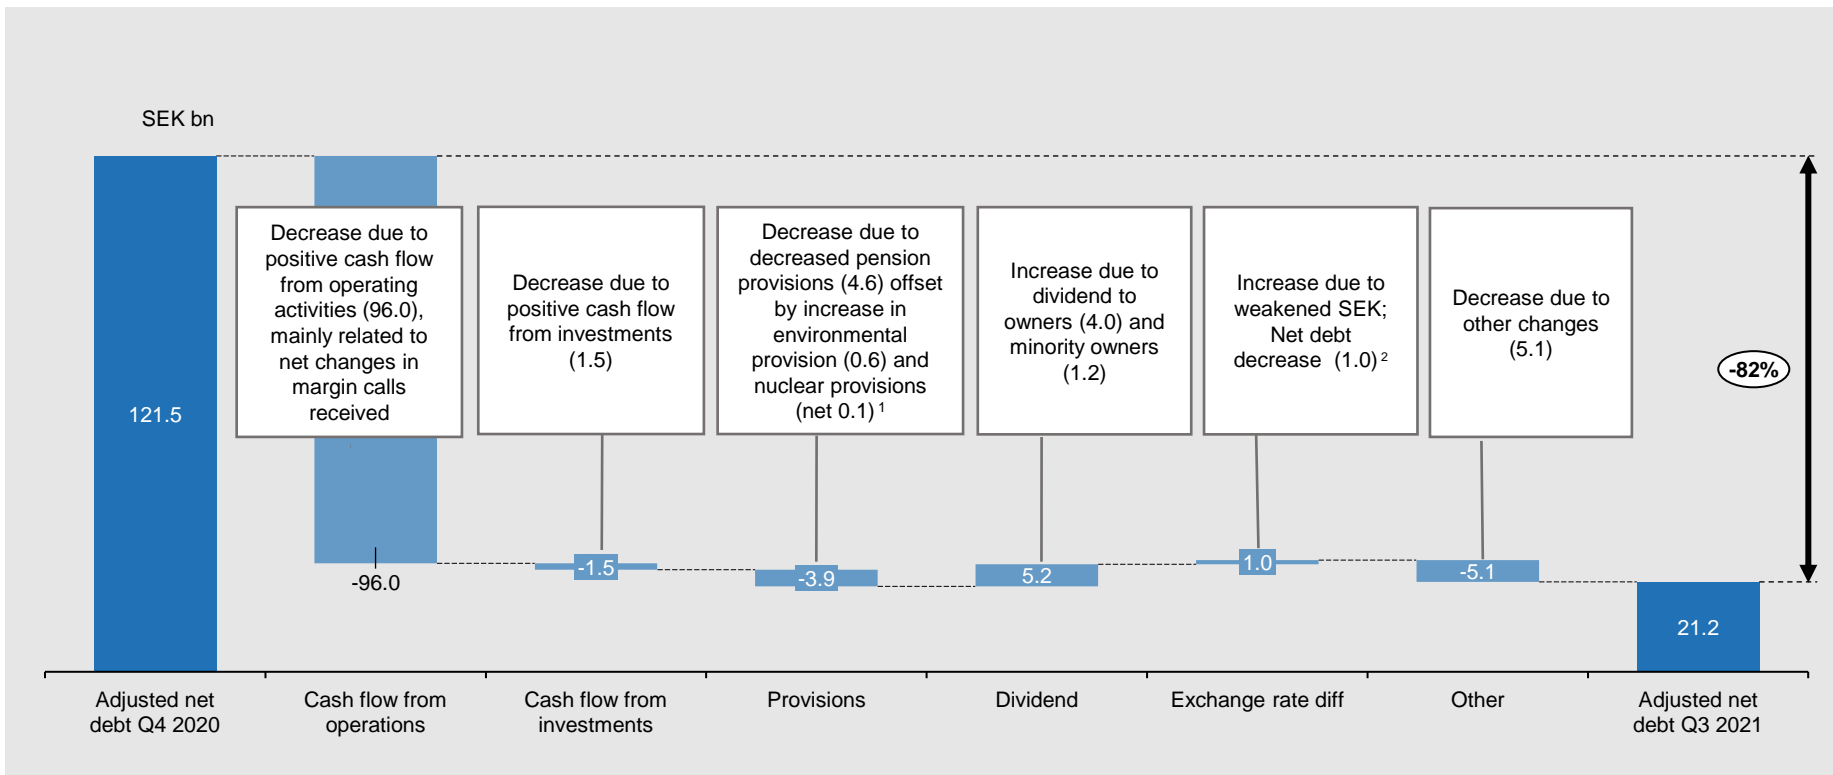 SEK bn
Decrease due to
positive cash flow
from operating
activities (96.0),
mainly related to
net changes in
margin calls
received
Decrease due to
positive cash flow
from investments
(1.5)
Decrease due to
decreased pension
provisions (4.6) offset
by increase in
environmental
provision (0.6) and
nuclear provisions
(net 0.1) 1
Increase due to
dividend to
owners (4.0) and
minority owners
(1.2)
Increase due to
weakened SEK;
Net debt
decrease (1.0) 2
Decrease due to
other changes
(5.1)
-82%
121.5
-96.0
-1.5
-3.9
5.2
1.0
-5.1
21.2
Adjusted net
debt Q4 2020
Cash flow from
operations
Cash flow from
investments
Provisions
Dividend
Exchange rate diff
Other
Adjusted net
debt Q3 2021